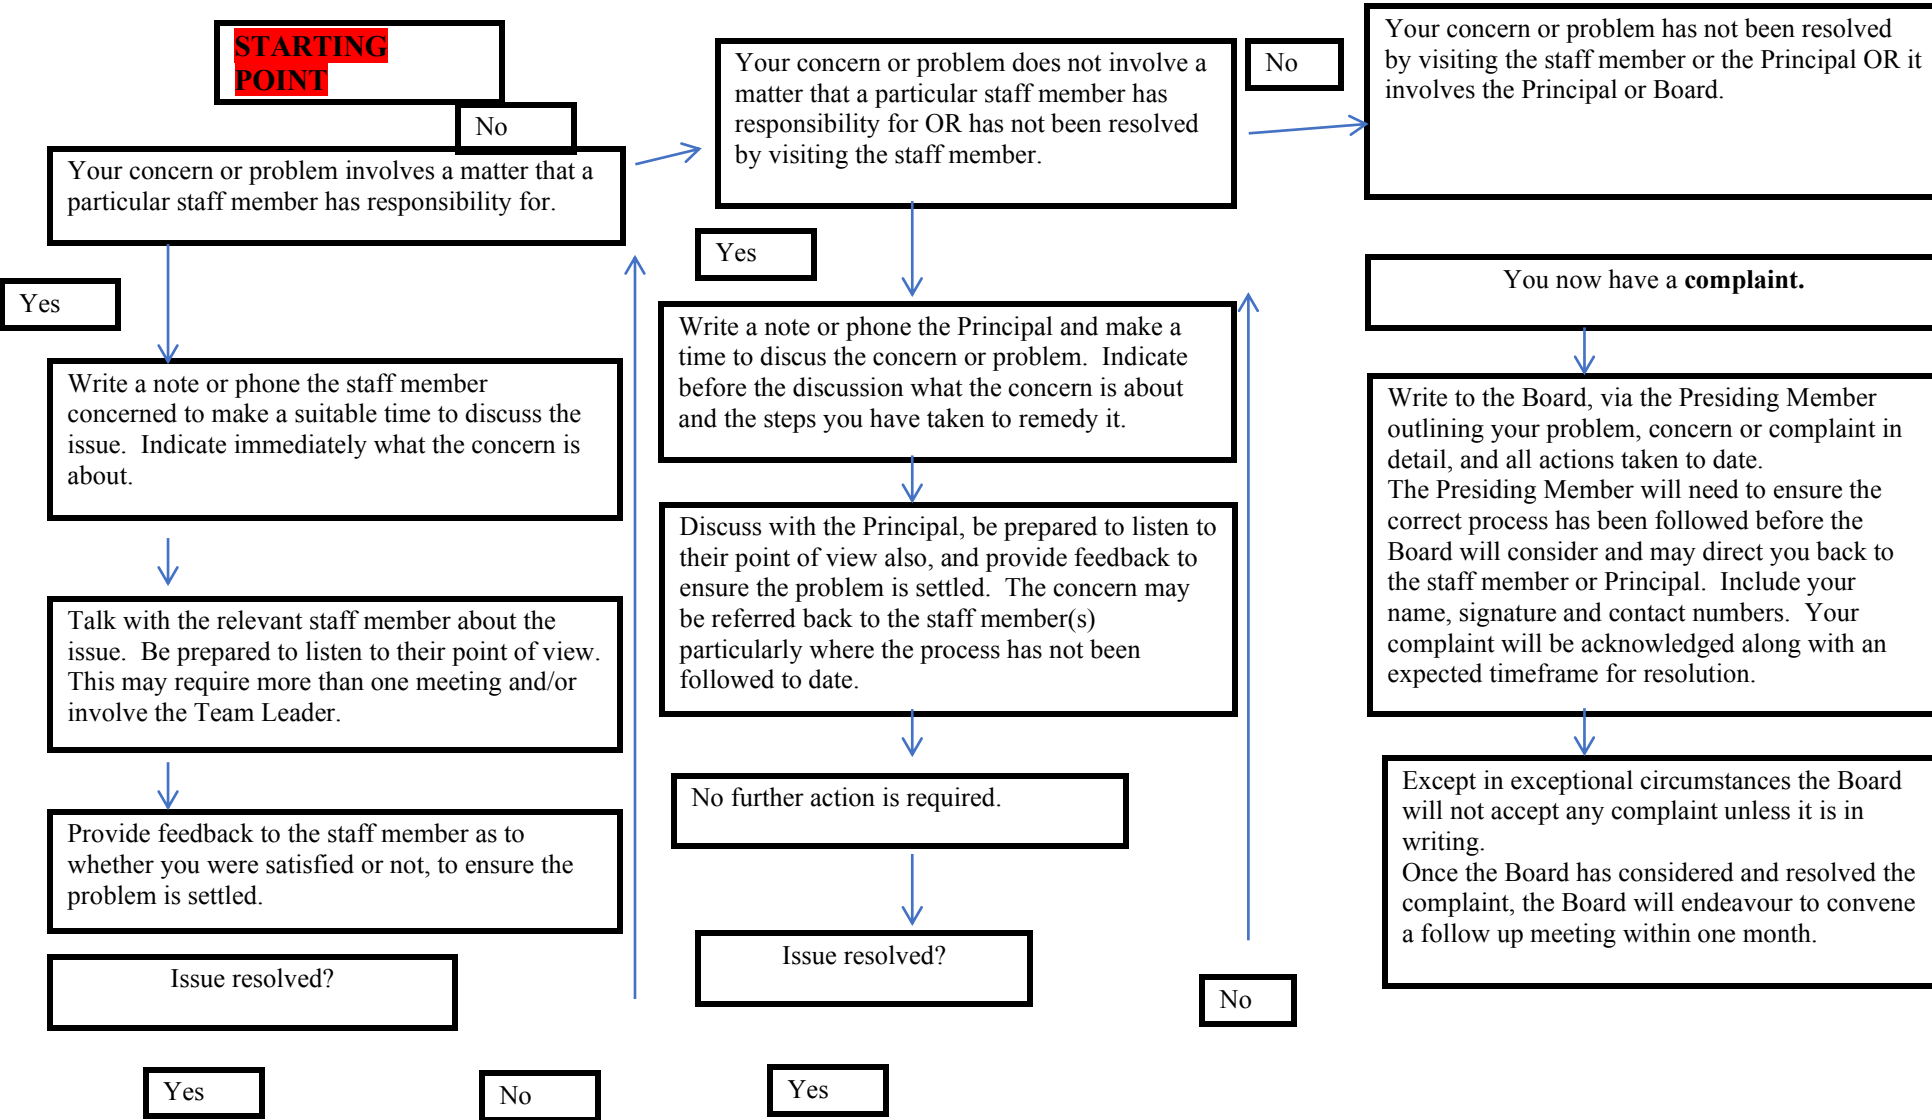 STARTING
POINT
No
Your concern or problem involves a matter that a
particular staff member has responsibility for.
Yes
Write a note or phone the staff member
concerned to make a suitable time to discuss the
issue.  Indicate immediately what the concern is
about.
Talk with the relevant staff member about the
issue.  Be prepared to listen to their point of view.
This may require more than one meeting and/or
involve the Team Leader.
Provide feedback to the staff member as to
whether you were satisfied or not, to ensure the
problem is settled.
Issue resolved?
Yes
No
Your concern or problem does not involve a
matter that a particular staff member has
responsibility for OR has not been resolved
by visiting the staff member.
No
Yes
Write a note or phone the Principal and make a
time to discus the concern or problem.  Indicate
before the discussion what the concern is about
and the steps you have taken to remedy it.
Discuss with the Principal, be prepared to listen to
their point of view also, and provide feedback to
ensure the problem is settled.  The concern may
be referred back to the staff member(s)
particularly where the process has not been
followed to date.
No further action is required.
Issue resolved?
No
Yes
Your concern or problem has not been resolved
by visiting the staff member or the Principal OR it
involves the Principal or Board.
You now have a complaint.
Write to the Board, via the Presiding Member
outlining your problem, concern or complaint in
detail, and all actions taken to date.
The Presiding Member will need to ensure the
correct process has been followed before the
Board will consider and may direct you back to
the staff member or Principal.  Include your
name, signature and contact numbers.  Your
complaint will be acknowledged along with an
expected timeframe for resolution.
Except in exceptional circumstances the Board
will not accept any complaint unless it is in
writing.
Once the Board has considered and resolved the
complaint, the Board will endeavour to convene
a follow up meeting within one month.